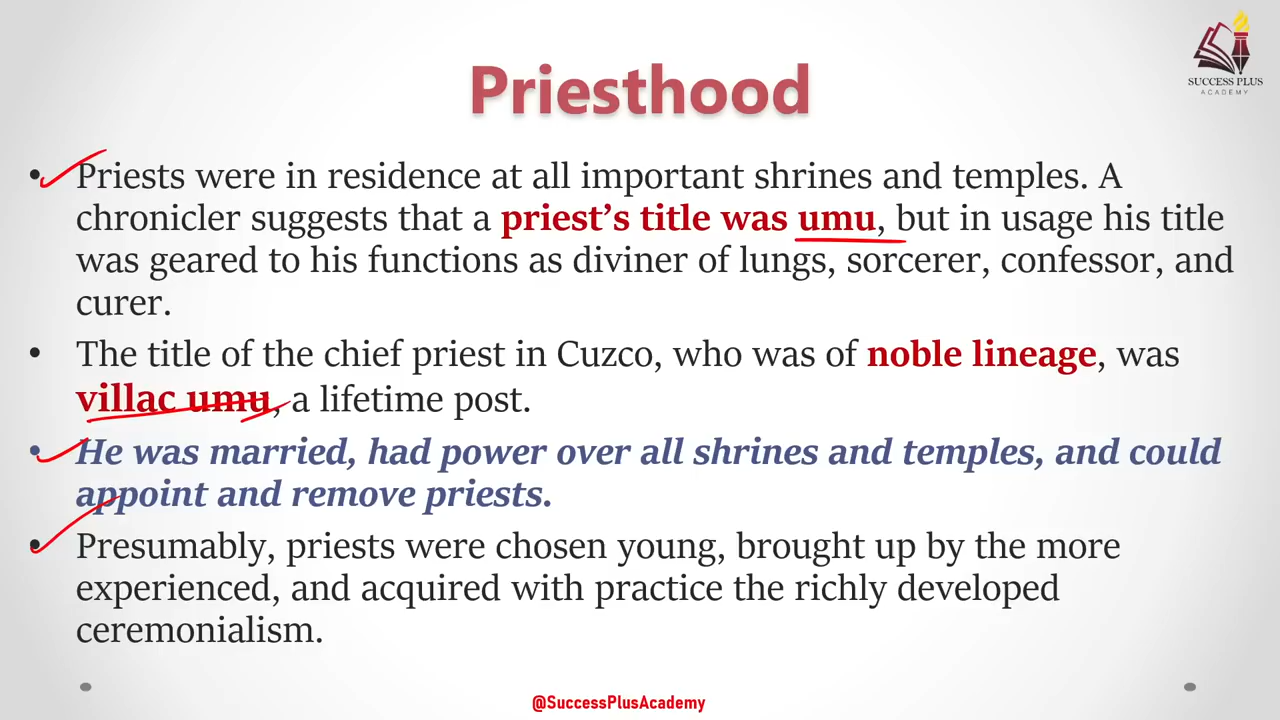 SUCCESS PLUS
ACADEMY
Priesthood
• Priests were in residence at all important shrines and temples. A
chronicler suggests that a priest’s title was umu, but in usage his title
was geared to his functions as diviner of lungs, sorcerer, confessor, and
curer.
• The title of the chief priest in Cuzco, who was of noble lineage, was
villac umu, a lifetime post.
• He was married, had power over all shrines and temples, and could
appoint and remove priests.
• Presumably, priests were chosen young, brought up by the more
experienced, and acquired with practice the richly developed
ceremonialism.
@SuccessPlusAcademy